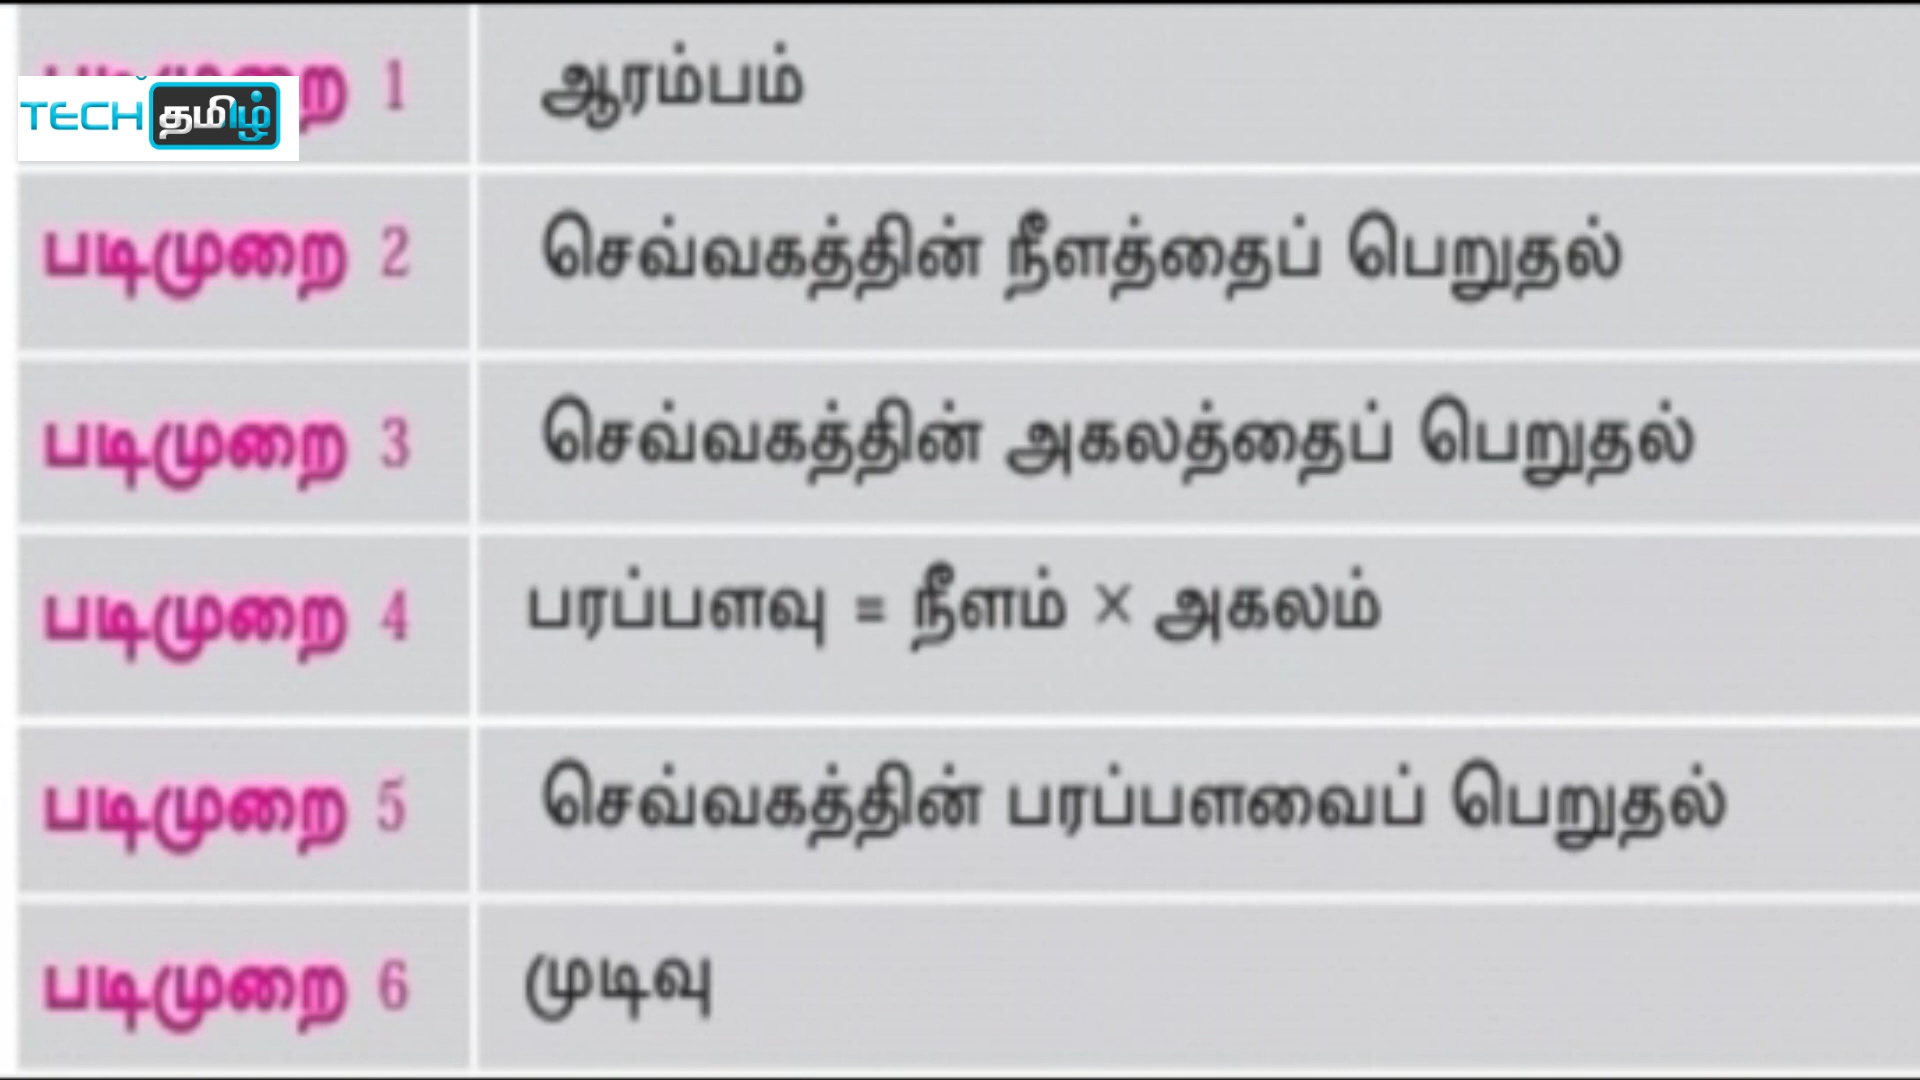 படிமுறை 1 ஆரம்பம்
TECH தமிழ்
படிமுறை 2 செவ்வகத்தின் நீளத்தைப் பெறுதல்
படிமுறை 3 செவ்வகத்தின் அகலத்தைப் பெறுதல்
படிமுறை 4 பரப்பளவு = நீளம் × அகலம்
படிமுறை 5 செவ்வகத்தின் பரப்பளவைப் பெறுதல்
படிமுறை 6 முடிவு